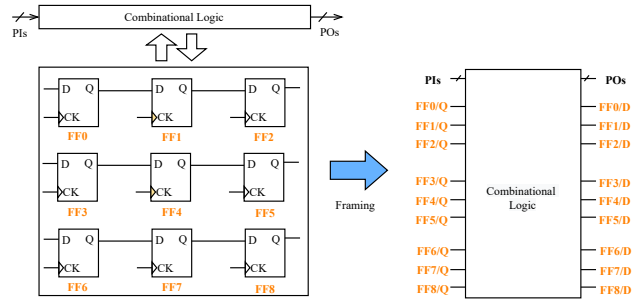 Combinational Logic
PIs
POs
D Q D Q D Q
CK CK CK
FF0 FF1 FF2
D Q D Q D Q
CK CK CK
FF3 FF4 FF5
D Q D Q D Q
CK CK CK
FF6 FF7 FF8
Framing
PIs POs
FF0/Q FF0/D
FF1/Q FF1/D
FF2/Q FF2/D
FF3/Q FF3/D
FF4/Q FF4/D
FF5/Q FF5/D
Combinational
Logic
FF6/Q FF6/D
FF7/Q FF7/D
FF8/Q FF8/D